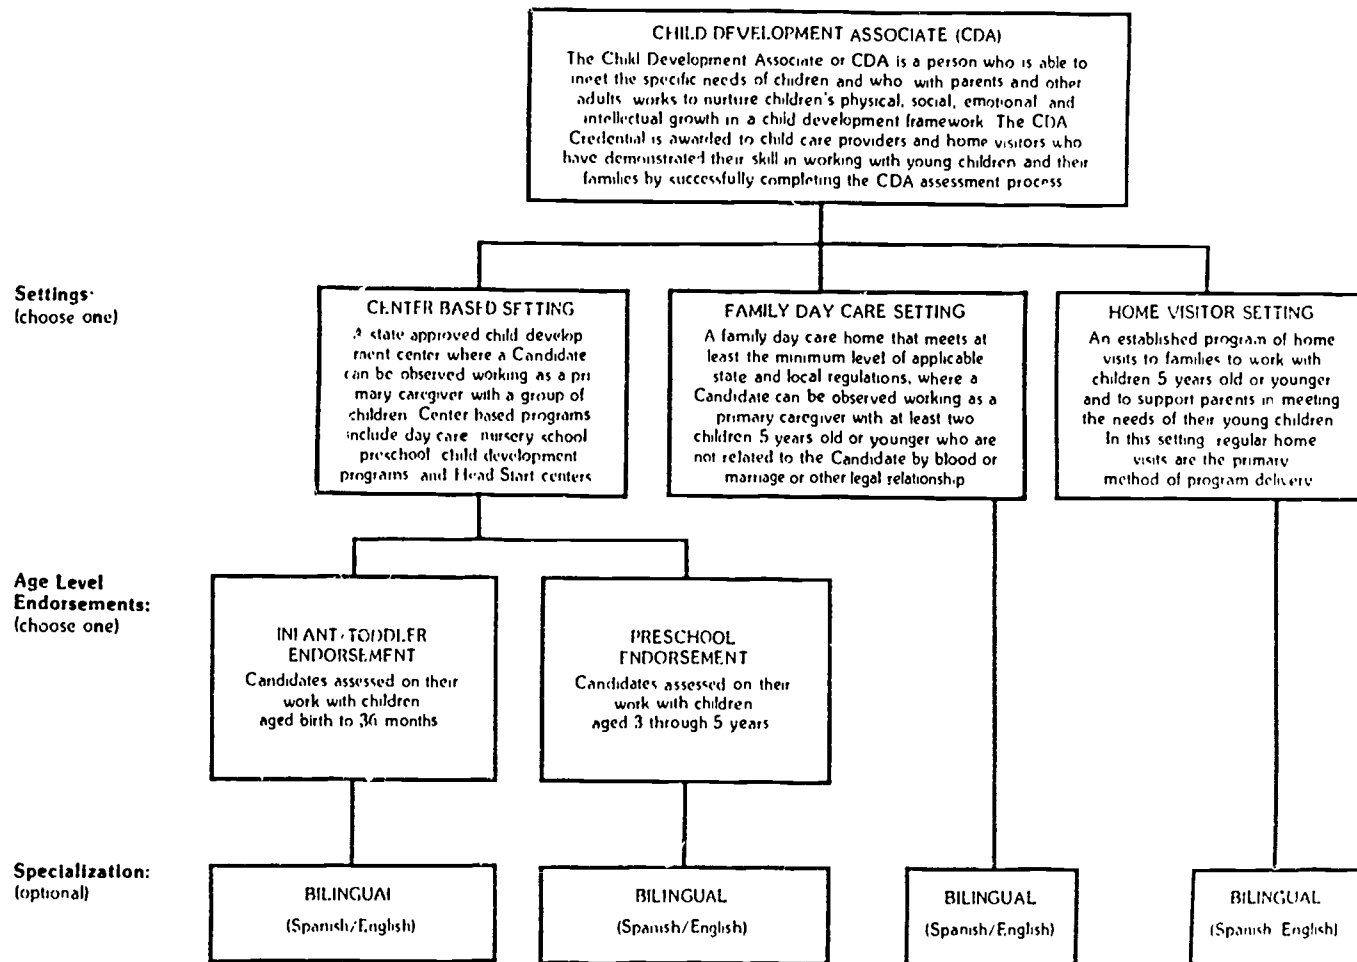 CHILD DEVELOPMENT ASSOCIATE (CDA)
The Child Development Associate or CDA is a person who is able to
meet the specific needs of children and who with parents and other
adults works to nurture children's physical, social, emotional and
intellectual growth in a child development framework The CDA
Credential is awarded to child care providers and home visitors who
have demonstrated their skill in working with young children and their
families by successfully completing the CDA assessment process
Settings:
(choose one)
CENTER BASED SETTING
A state approved child develop
ment center where a Candidate
can be observed working as a pri
mary caregiver with a group of
children Center based programs
include day care nursery school
preschool child development
programs and Head Start centers
FAMILY DAY CARE SETTING
A family day care home that meets at
least the minimum level of applicable
state and local regulations, where a
Candidate can be observed working as a
primary caregiver with at least two
children 5 years old or younger who are
not related to the Candidate by blood or
marriage or other legal relationship
HOME VISITOR SETTING
An established program of home
visits to families to work with
children 5 years old or younger
and to support parents in meeting
the needs of their young children
In this setting regular home
visits are the primary
method of program delivery
Age Level
Endorsements:
(choose one)
INFANT/TODDLER
ENDORSEMENT
Candidates assessed on their
work with children
aged birth to 36 months
PRESCHOOL
ENDORSEMENT
Candidates assessed on their
work with children
aged 3 through 5 years
Specialization:
(optional)
BILINGUAL
(Spanish/English)
BILINGUAL
(Spanish/English)
BILINGUAL
(Spanish/English)
BILINGUAL
(Spanish English)